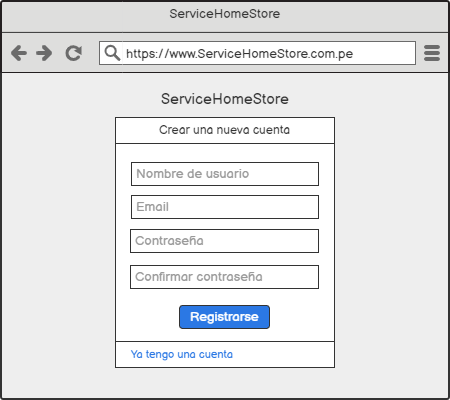 ServiceHomeStore
https://www.ServiceHomeStore.com.pe
ServiceHomeStore
Crear una nueva cuenta
Nombre de usuario
Email
Contraseña
Confirmar contraseña
Registrarse
Ya tengo una cuenta